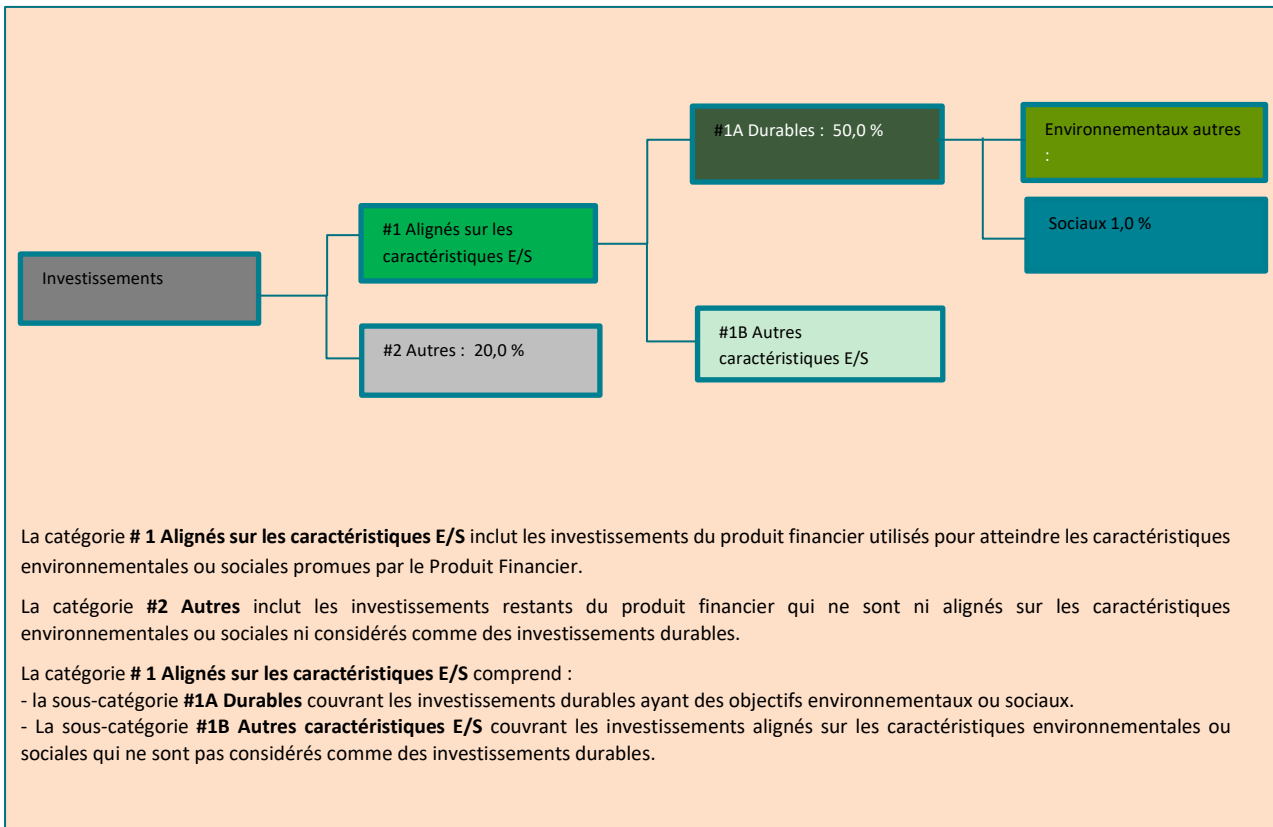 #1A Durables : 50,0 %
Environnementaux autres
:
#1 Alignés sur les
caractéristiques E/S
Sociaux 1,0 %
Investissements
#2 Autres : 20,0 %
#1B Autres
caractéristiques E/S
La catégorie # 1 Alignés sur les caractéristiques E/S inclut les investissements du produit financier utilisés pour atteindre les caractéristiques
environnementales ou sociales promues par le Produit Financier.
La catégorie #2 Autres inclut les investissements restants du produit financier qui ne sont ni alignés sur les caractéristiques
environnementales ou sociales ni considérés comme des investissements durables.
La catégorie # 1 Alignés sur les caractéristiques E/S comprend :
- la sous-catégorie #1A Durables couvrant les investissements durables ayant des objectifs environnementaux ou sociaux.
- La sous-catégorie #1B Autres caractéristiques E/S couvrant les investissements alignés sur les caractéristiques environnementales ou
sociales qui ne sont pas considérés comme des investissements durables.